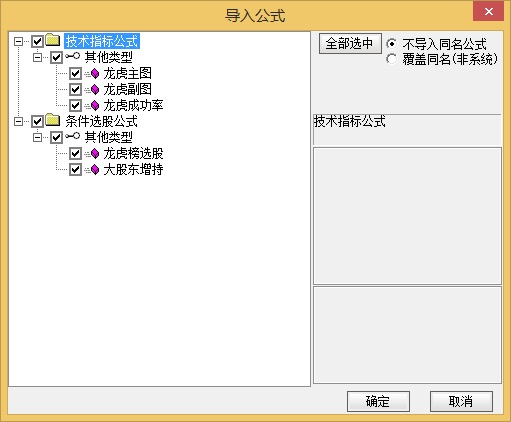 导入公式
技术指标公式
其他类型
龙虎主图
龙虎副图
龙虎成功率
条件选股公式
其他类型
龙虎榜选股
大股东增持
全部选中
不导入同名公式
覆盖同名(非系统)
技术指标公式
确定
取消